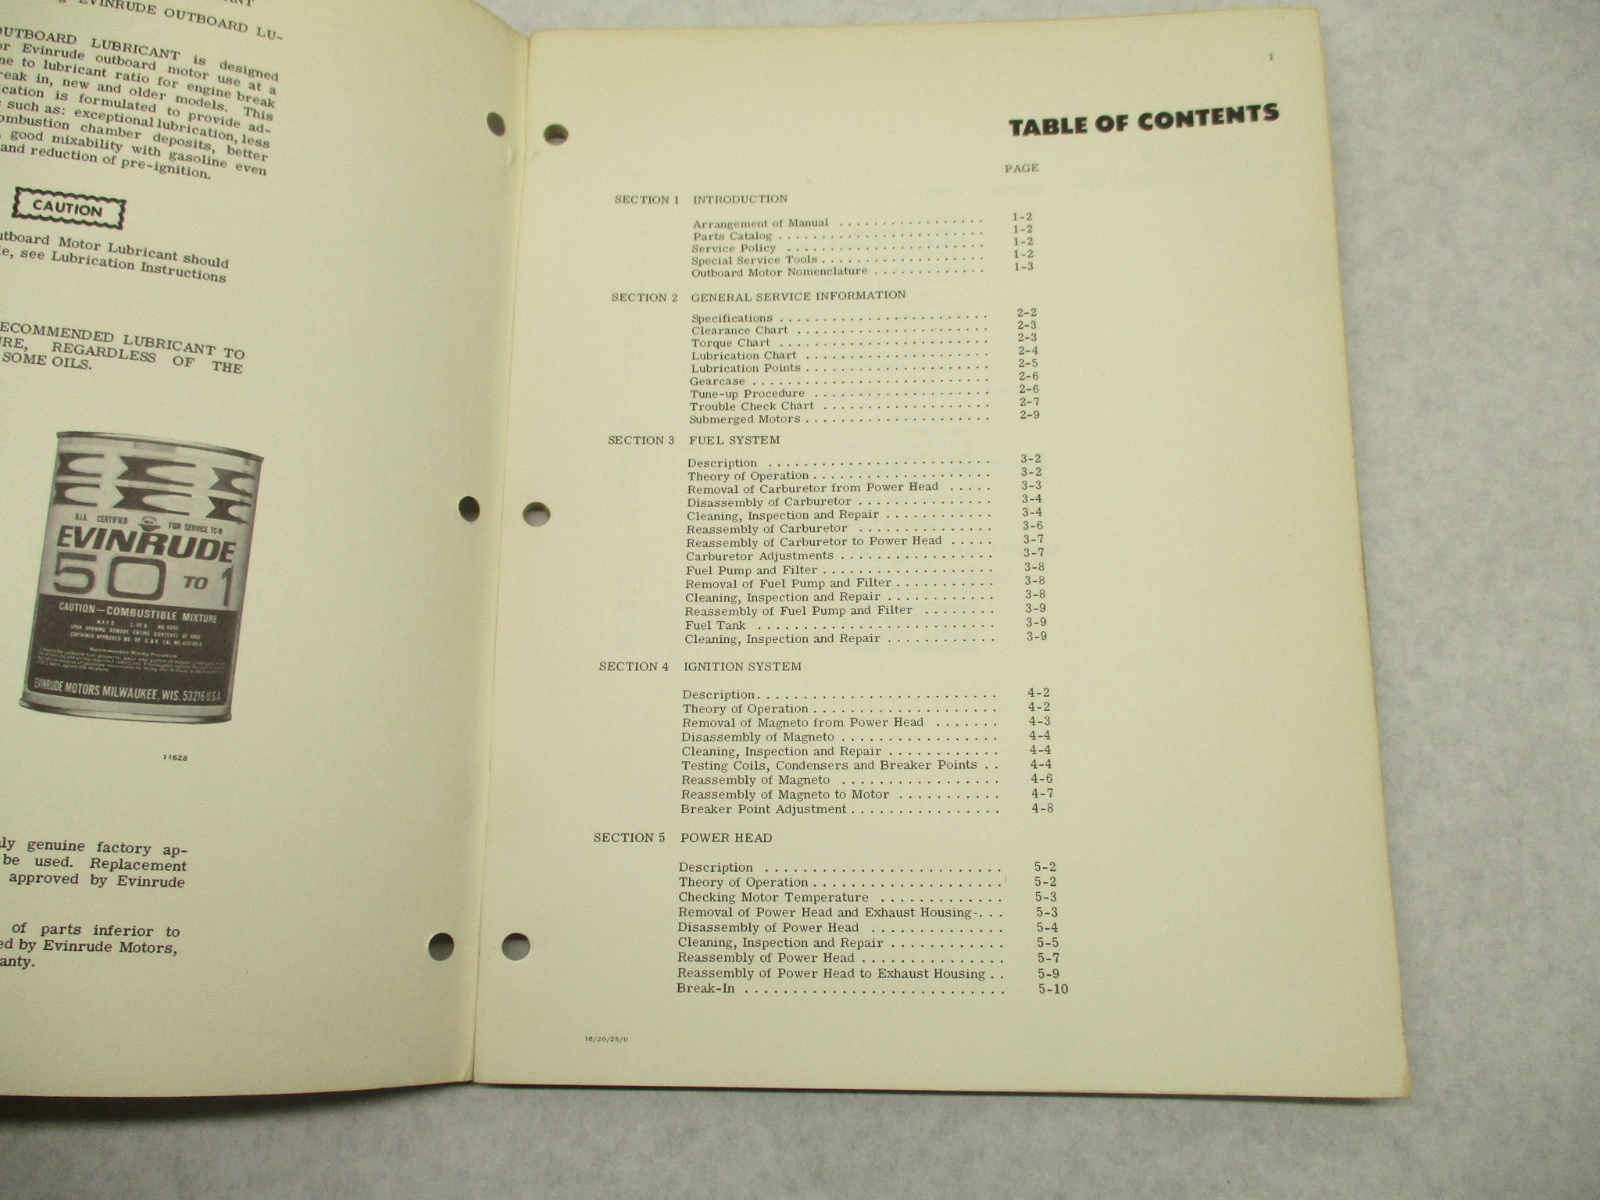 EVINRUDE OUTBOARD LU-
OUTBOARD LUBRICANT is designed
Evinrude outboard motor use at a
to lubricant ratio for engine break
in, new and older models. This
is formulated to provide ad-
such as: exceptional lubrication, less
combustion chamber deposits, better
good mixability with gasoline even
and reduction of pre-ignition.
CAUTION
Motor Lubricant should
see Lubrication Instructions
RECOMMENDED LUBRICANT TO
REGARDLESS OF THE
SOME OILS.
CERTIFIED FOR SERVICE
EVINRUDE
50 TO 1
CAUTION-COMBUSTIBLE MIXTURE
EVINRUDE MOTORS MILWAUKEE, WIS. 53216 U.S.A.
11628
genuine factory ap-
be used. Replacement
approved by Evinrude
of parts inferior to
by Evinrude Motors,
i
TABLE OF CONTENTS
PAGE
SECTION 1 INTRODUCTION
Arrangement of Manual . . . . . . . . . . . . . . . . . 1-2
Parts Catalog . . . . . . . . . . . . . . . . . . . . . . . . 1-2
Service Policy . . . . . . . . . . . . . . . . . . . . . . . 1-2
Special Service Tools . . . . . . . . . . . . . . . . . . . 1-2
Outboard Motor Nomenclature . . . . . . . . . . . . . 1-3
SECTION 2 GENERAL SERVICE INFORMATION
Specifications . . . . . . . . . . . . . . . . . . . . . . . . 2-2
Clearance Chart . . . . . . . . . . . . . . . . . . . . . . 2-3
Torque Chart . . . . . . . . . . . . . . . . . . . . . . . . 2-3
Lubrication Chart . . . . . . . . . . . . . . . . . . . . . 2-4
Lubrication Points . . . . . . . . . . . . . . . . . . . . . 2-5
Gearcase . . . . . . . . . . . . . . . . . . . . . . . . . . . 2-6
Tune-up Procedure . . . . . . . . . . . . . . . . . . . . 2-6
Trouble Check Chart . . . . . . . . . . . . . . . . . . . 2-7
Submerged Motors . . . . . . . . . . . . . . . . . . . . . 2-9
SECTION 3 FUEL SYSTEM
Description . . . . . . . . . . . . . . . . . . . . . . . . . 3-2
Theory of Operation . . . . . . . . . . . . . . . . . . . . 3-2
Removal of Carburetor from Power Head . . . . . 3-3
Disassembly of Carburetor . . . . . . . . . . . . . . . 3-4
Cleaning, Inspection and Repair . . . . . . . . . . . . 3-4
Reassembly of Carburetor . . . . . . . . . . . . . . . 3-6
Reassembly of Carburetor to Power Head . . . . . 3-7
Carburetor Adjustments . . . . . . . . . . . . . . . . . 3-7
Fuel Pump and Filter . . . . . . . . . . . . . . . . . . . 3-8
Removal of Fuel Pump and Filter . . . . . . . . . . . 3-8
Cleaning, Inspection and Repair . . . . . . . . . . . . 3-8
Reassembly of Fuel Pump and Filter . . . . . . . . 3-9
Fuel Tank . . . . . . . . . . . . . . . . . . . . . . . . . . 3-9
Cleaning, Inspection and Repair . . . . . . . . . . . . 3-9
SECTION 4 IGNITION SYSTEM
Description . . . . . . . . . . . . . . . . . . . . . . . . . 4-2
Theory of Operation . . . . . . . . . . . . . . . . . . . 4-2
Removal of Magneto from Power Head . . . . . . . 4-3
Disassembly of Magneto . . . . . . . . . . . . . . . . . 4-4
Cleaning, Inspection and Repair . . . . . . . . . . . . 4-4
Testing Coils, Condensers and Breaker Points . . 4-4
Reassembly of Magneto . . . . . . . . . . . . . . . . . 4-6
Reassembly of Magneto to Motor . . . . . . . . . . . 4-7
Breaker Point Adjustment . . . . . . . . . . . . . . . . 4-8
SECTION 5 POWER HEAD
Description . . . . . . . . . . . . . . . . . . . . . . . . . 5-2
Theory of Operation . . . . . . . . . . . . . . . . . . . . 5-2
Checking Motor Temperature . . . . . . . . . . . . . 5-3
Removal of Power Head and Exhaust Housing . . . 5-3
Disassembly of Power Head . . . . . . . . . . . . . . 5-4
Cleaning, Inspection and Repair . . . . . . . . . . . . 5-5
Reassembly of Power Head . . . . . . . . . . . . . . . 5-7
Reassembly of Power Head to Exhaust Housing . . 5-9
Break-In . . . . . . . . . . . . . . . . . . . . . . . . . . . 5-10
18/20/25/0